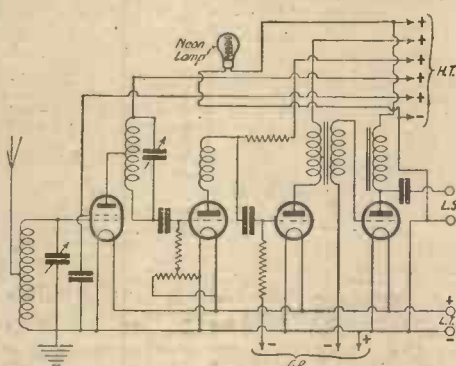 Neon
Lamp
+
+
+
+
+
-
H.T.
L.S.
+
L.T.
-
- - +
G.B.